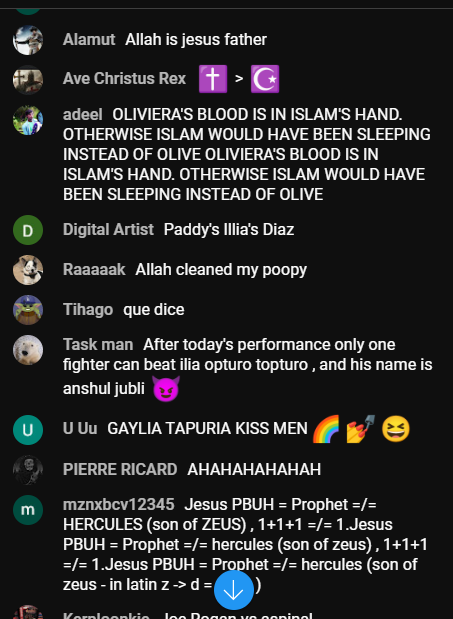 Alamut Allah is jesus father
Ave Christus Rex ✝️ > ☪️
adeel OLIVIERA'S BLOOD IS IN ISLAM'S HAND.
OTHERWISE ISLAM WOULD HAVE BEEN SLEEPING
INSTEAD OF OLIVE OLIVIERA'S BLOOD IS IN
ISLAM'S HAND. OTHERWISE ISLAM WOULD HAVE
BEEN SLEEPING INSTEAD OF OLIVE
D Digital Artist Paddy's Illia's Diaz
Raaaaak Allah cleaned my poopy
Tihago que dice
Task man After today's performance only one
fighter can beat ilia opturo topturo , and his name is
anshul jubli 😈
U U Uu GAYLIA TAPURIA KISS MEN 🌈 💅 😆
PIERRE RICARD AHAHAHAHAHAH
m mznxbcv12345 Jesus PBUH = Prophet =/=
HERCULES (son of ZEUS) , 1+1+1 =/= 1.Jesus
PBUH = Prophet =/= hercules (son of zeus) , 1+1+1
=/= 1.Jesus PBUH = Prophet =/= hercules (son of
zeus - in latin z -> d = )